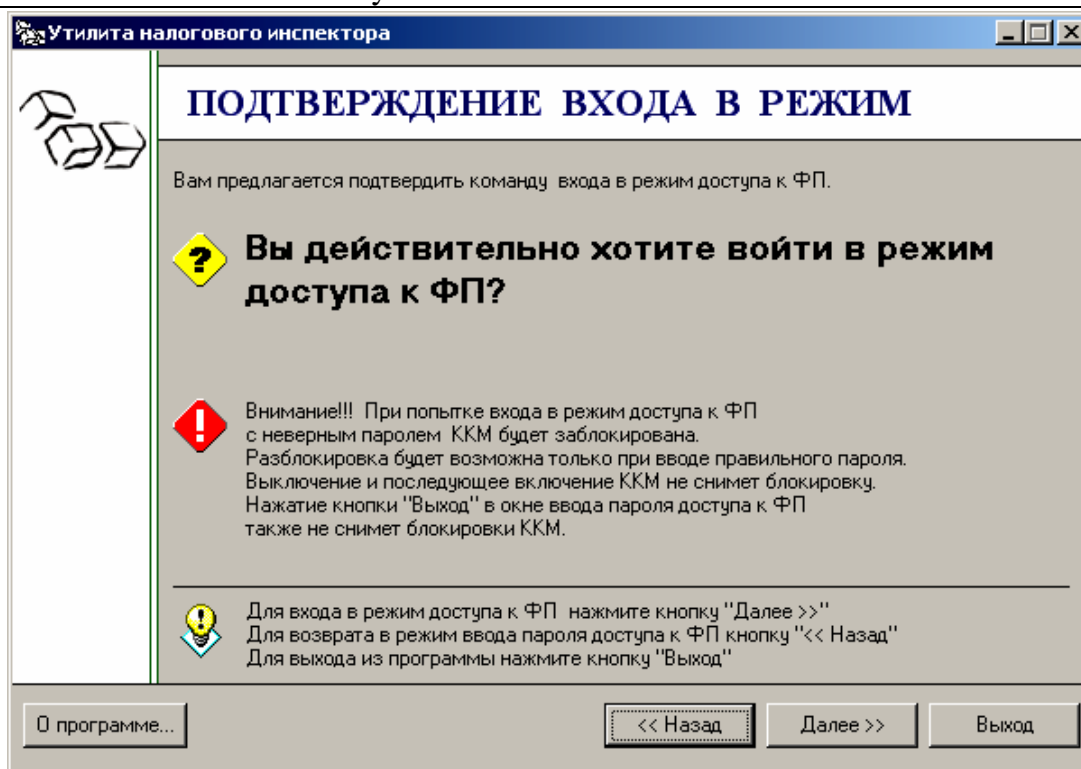 Утилита налогового инспектора
ПОДТВЕРЖДЕНИЕ ВХОДА В РЕЖИМ
Вам предлагается подтвердить команду входа в режим доступа к ФП.
Вы действительно хотите войти в режим
доступа к ФП?
Внимание!!! При попытке входа в режим доступа к ФП
с неверным паролем ККМ будет заблокирована.
Разблокировка будет возможна только при вводе правильного пароля.
Выключение и последующее включение ККМ не снимет блокировку.
Нажатие кнопки "Выход" в окне ввода пароля доступа к ФП
также не снимет блокировки ККМ.
Для входа в режим доступа к ФП нажмите кнопку "Далее >>"
Для возврата в режим ввода пароля доступа к ФП кнопку "<< Назад"
Для выхода из программы нажмите кнопку "Выход"
О программе... << Назад Далее >> Выход